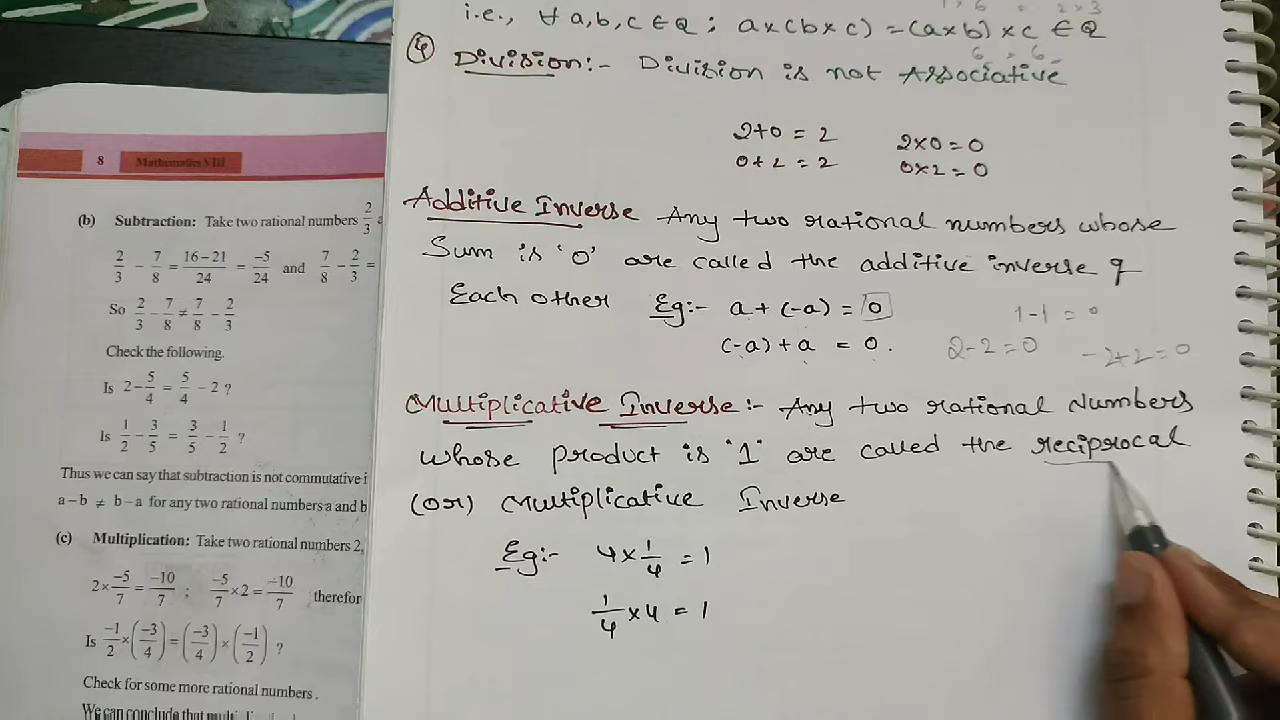 8 Mathematics VIII
(b) Subtraction: Take two rational numbers 2/3
2/3 - 7/8 = 16-21/24 = -5/24 and 7/8 - 2/3 =
So 2/3 - 7/8 ≠ 7/8 - 2/3
Check the following.
Is 2 - 5/4 = 5/4 - 2 ?
Is 1/2 - 3/5 = 3/5 - 1/2 ?
Thus we can say that subtraction is not commutative i
a - b ≠ b - a for any two rational numbers a and b
(c) Multiplication: Take two rational numbers 2,
2 × -5/7 = -10/7 ; -5/7 × 2 = -10/7 therefor
Is -1/2 × (-3/4) = (-3/4) × (-1/2) ?
Check for some more rational numbers.
We can conclude that
i.e., ∀ a,b,c ∈ Q ; a×(b×c) = (a×b)×c ∈ Q
6 = 6
④ Division:- Division is not Associative
2+0 = 2 2×0 = 0
0+2 = 2 0×2 = 0
Additive Inverse Any two rational numbers whose
Sum is '0' are called the additive inverse of
Each other Eg:- a + (-a) = 0 1-1 = 0
(-a) + a = 0. 2-2 = 0 -2+2 = 0
Multiplicative Inverse:- Any two rational Numbers
whose product is "1" are called the reciprocal
(or) Multiplicative Inverse
Eg:- 4 × 1/4 = 1
1/4 × 4 = 1